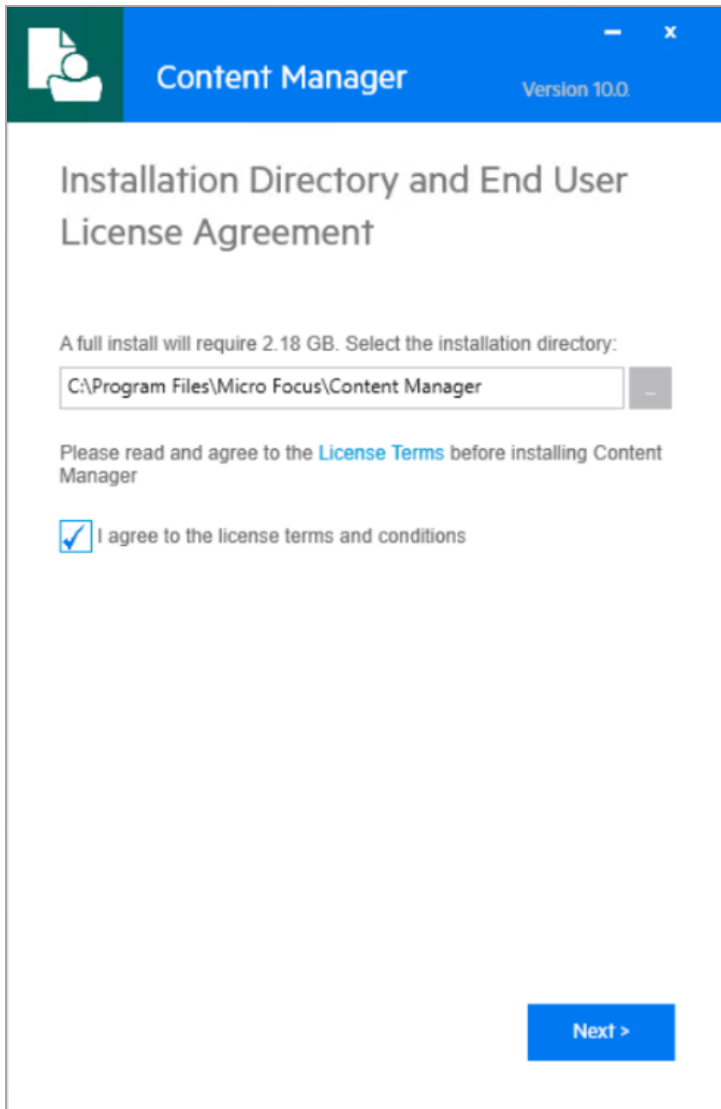 Content Manager
Version 10.0.
Installation Directory and End User
License Agreement
A full install will require 2.18 GB. Select the installation directory:
C:\Program Files\Micro Focus\Content Manager
...
Please read and agree to the License Terms before installing Content
Manager
I agree to the license terms and conditions
Next >